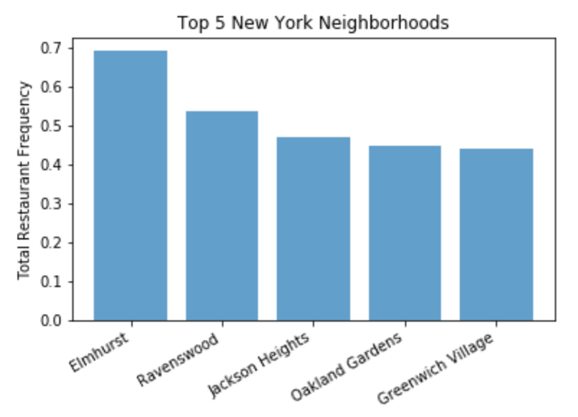 Top 5 New York Neighborhoods
Total Restaurant Frequency
0.7
0.6
0.5
0.4
0.3
0.2
0.1
0.0
Elmhurst
Ravenswood
Jackson Heights
Oakland Gardens
Greenwich Village